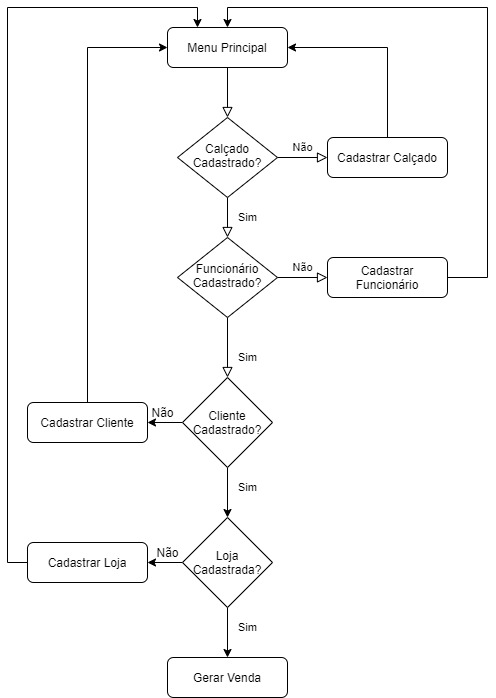 Menu Principal
Calçado
Cadastrado?
Não
Cadastrar Calçado
Sim
Funcionário
Cadastrado?
Não
Cadastrar
Funcionário
Sim
Cliente
Cadastrado?
Não
Cadastrar Cliente
Sim
Loja
Cadastrada?
Não
Cadastrar Loja
Sim
Gerar Venda